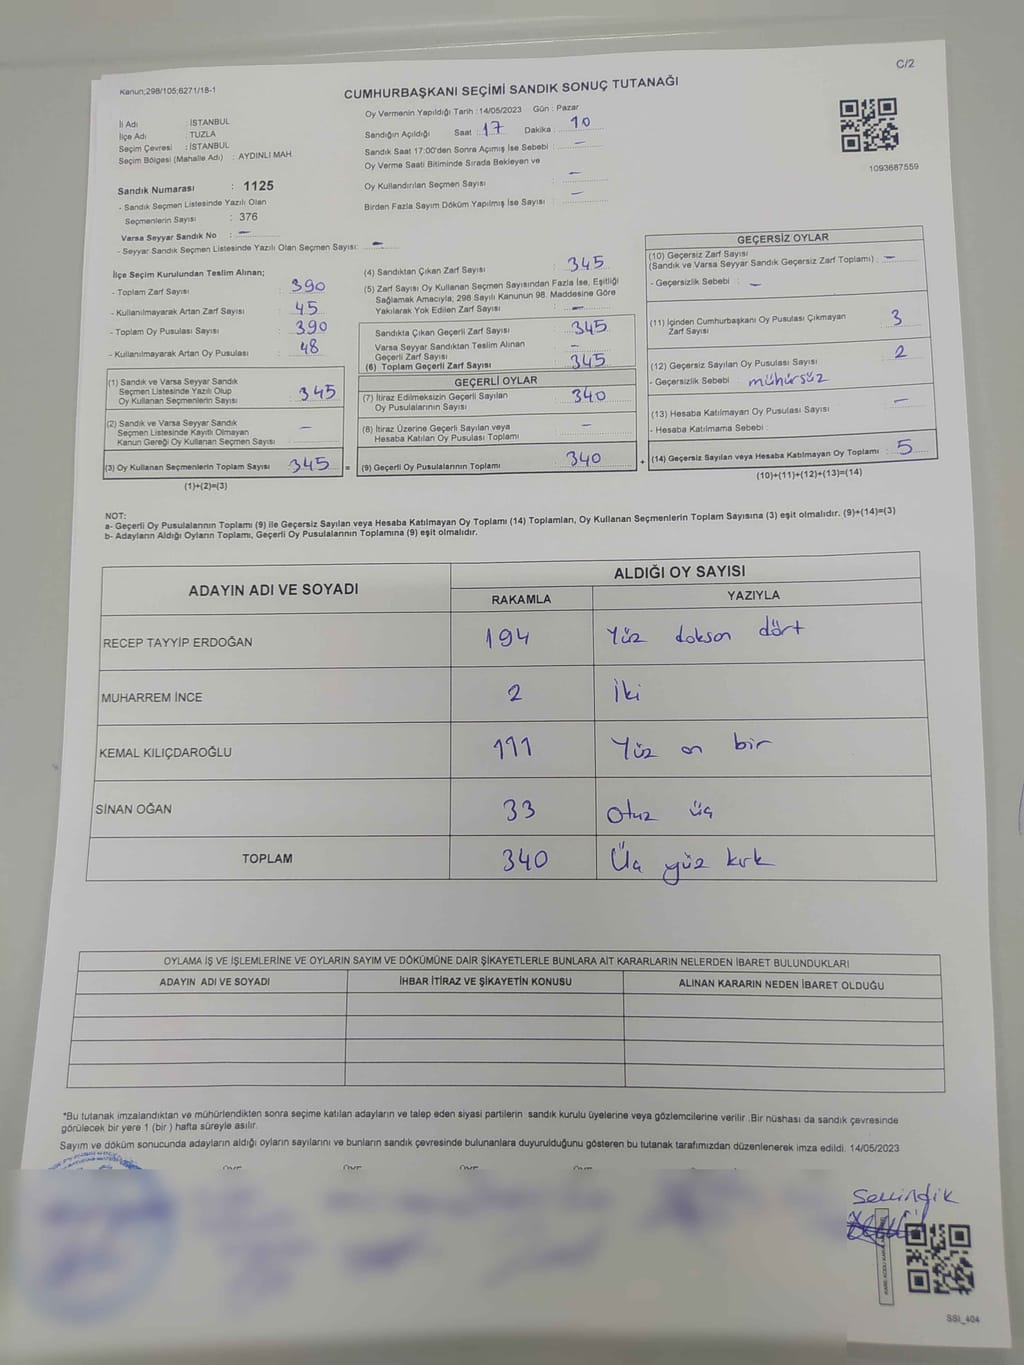 C/2
Kanun;298/105;6271/18-1
CUMHURBAŞKANI SEÇİMİ SANDIK SONUÇ TUTANAĞI
İl Adı : İSTANBUL
İlçe Adı : TUZLA
Seçim Çevresi : İSTANBUL
Seçim Bölgesi (Mahalle Adı) : AYDINLI MAH.
Sandık Numarası : 1125
- Sandık Seçmen Listesinde Yazılı Olan
Seçmenlerin Sayısı : 376
Varsa Seyyar Sandık No : -
- Seyyar Sandık Seçmen Listesinde Yazılı Olan Seçmen Sayısı: -
Oy Vermenin Yapıldığı Tarih : 14/05/2023 Gün : Pazar
Sandığın Açıldığı Saat : 17 Dakika : 10
Sandık Saat 17:00'den Sonra Açımış İse Sebebi : -
Oy Verme Saati Bitiminde Sırada Bekleyen ve
Oy Kullandırılan Seçmen Sayısı : -
Birden Fazla Sayım Döküm Yapılmış İse Sayısı : -
1093687559
İlçe Seçim Kurulundan Teslim Alınan;
- Toplam Zarf Sayısı : 390
- Kullanılmayarak Artan Zarf Sayısı : 45
- Toplam Oy Pusulası Sayısı : 390
- Kullanılmayarak Artan Oy Pusulası : 48
(1) Sandık ve Varsa Seyyar Sandık
Seçmen Listesinde Yazılı Olup
Oy Kullanan Seçmenlerin Sayısı : 345
(2) Sandık ve Varsa Seyyar Sandık
Seçmen Listesinde Kayıtlı Olmayan
Kanun Gereği Oy Kullanan Seçmen Sayısı : -
(3) Oy Kullanan Seçmenlerin Toplam Sayısı : 345 =
(1)+(2)=(3)
(4) Sandıktan Çıkan Zarf Sayısı : 345
(5) Zarf Sayısı Oy Kullanan Seçmen Sayısından Fazla İse, Eşitliği
Sağlamak Amacıyla; 298 Sayılı Kanunun 98. Maddesine Göre
Yakılarak Yok Edilen Zarf Sayısı : -
Sandıkta Çıkan Geçerli Zarf Sayısı : 345
Varsa Seyyar Sandıktan Teslim Alınan
Geçerli Zarf Sayısı : -
(6) Toplam Geçerli Zarf Sayısı : 345
GEÇERLİ OYLAR
(7) İtiraz Edilmeksizin Geçerli Sayılan
Oy Pusulalarının Sayısı : 340
(8) İtiraz Üzerine Geçerli Sayılan veya
Hesaba Katılan Oy Pusulası Toplamı : -
(9) Geçerli Oy Pusulalarının Toplamı : 340 +
GEÇERSİZ OYLAR
(10) Geçersiz Zarf Sayısı
(Sandık ve Varsa Seyyar Sandık Geçersiz Zarf Toplamı) : -
- Geçersizlik Sebebi : -
(11) İçinden Cumhurbaşkanı Oy Pusulası Çıkmayan
Zarf Sayısı : 3
(12) Geçersiz Sayılan Oy Pusulası Sayısı : 2
- Geçersizlik Sebebi : mühürsüz
(13) Hesaba Katılmayan Oy Pusulası Sayısı : -
- Hesaba Katılmama Sebebi :
(14) Geçersiz Sayılan veya Hesaba Katılmayan Oy Toplamı : 5
(10)+(11)+(12)+(13)=(14)
NOT:
a- Geçerli Oy Pusulalarının Toplamı (9) ile Geçersiz Sayılan veya Hesaba Katılmayan Oy Toplamı (14) Toplamları, Oy Kullanan Seçmenlerin Toplam Sayısına (3) eşit olmalıdır. (9)+(14)=(3)
b- Adayların Aldığı Oyların Toplamı, Geçerli Oy Pusulalarının Toplamına (9) eşit olmalıdır.
ADAYIN ADI VE SOYADI ALDIĞI OY SAYISI
RAKAMLA YAZIYLA
RECEP TAYYİP ERDOĞAN 194 Yüz dokson dört
MUHARREM İNCE 2 İki
KEMAL KILIÇDAROĞLU 111 Yüz on bir
SİNAN OĞAN 33 Otuz üç
TOPLAM 340 Üç yüz kırk
OYLAMA İŞ VE İŞLEMLERİNE VE OYLARIN SAYIM VE DÖKÜMÜNE DAİR ŞİKAYETLERLE BUNLARA AİT KARARLARIN NELERDEN İBARET BULUNDUKLARI
ADAYIN ADI VE SOYADI İHBAR İTİRAZ VE ŞİKAYETİN KONUSU ALINAN KARARIN NEDEN İBARET OLDUĞU
*Bu tutanak imzalandıktan ve mühürlendikten sonra seçime katılan adayların ve talep eden siyasi partilerin sandık kurulu üyelerine veya gözlemcilerine verilir .Bir nüshası da sandık çevresinde
görülecek bir yere 1 (bir ) hafta süreyle asılır.
Sayım ve döküm sonucunda adayların aldığı oyların sayılarını ve bunların sandık çevresinde bulunanlara duyurulduğunu gösteren bu tutanak tarafımızdan düzenlenerek imza edildi. 14/05/2023
SSI_404